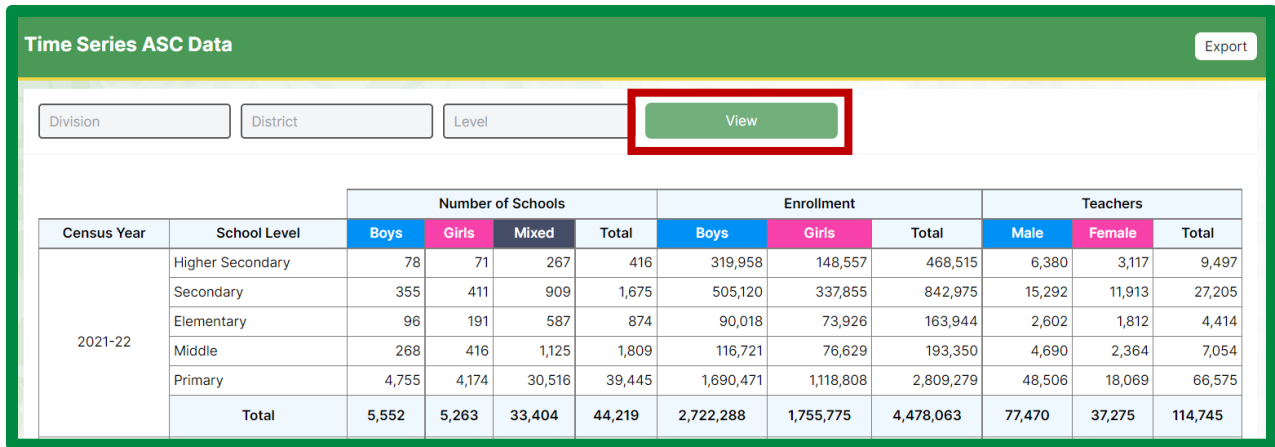 Time Series ASC Data
Export
Division District Level View
Number of Schools Enrollment Teachers
Census Year School Level Boys Girls Mixed Total Boys Girls Total Male Female Total
Higher Secondary 78 71 267 416 319,958 148,557 468,515 6,380 3,117 9,497
Secondary 355 411 909 1,675 505,120 337,855 842,975 15,292 11,913 27,205
Elementary 96 191 587 874 90,018 73,926 163,944 2,602 1,812 4,414
2021-22
Middle 268 416 1,125 1,809 116,721 76,629 193,350 4,690 2,364 7,054
Primary 4,755 4,174 30,516 39,445 1,690,471 1,118,808 2,809,279 48,506 18,069 66,575
Total 5,552 5,263 33,404 44,219 2,722,288 1,755,775 4,478,063 77,470 37,275 114,745